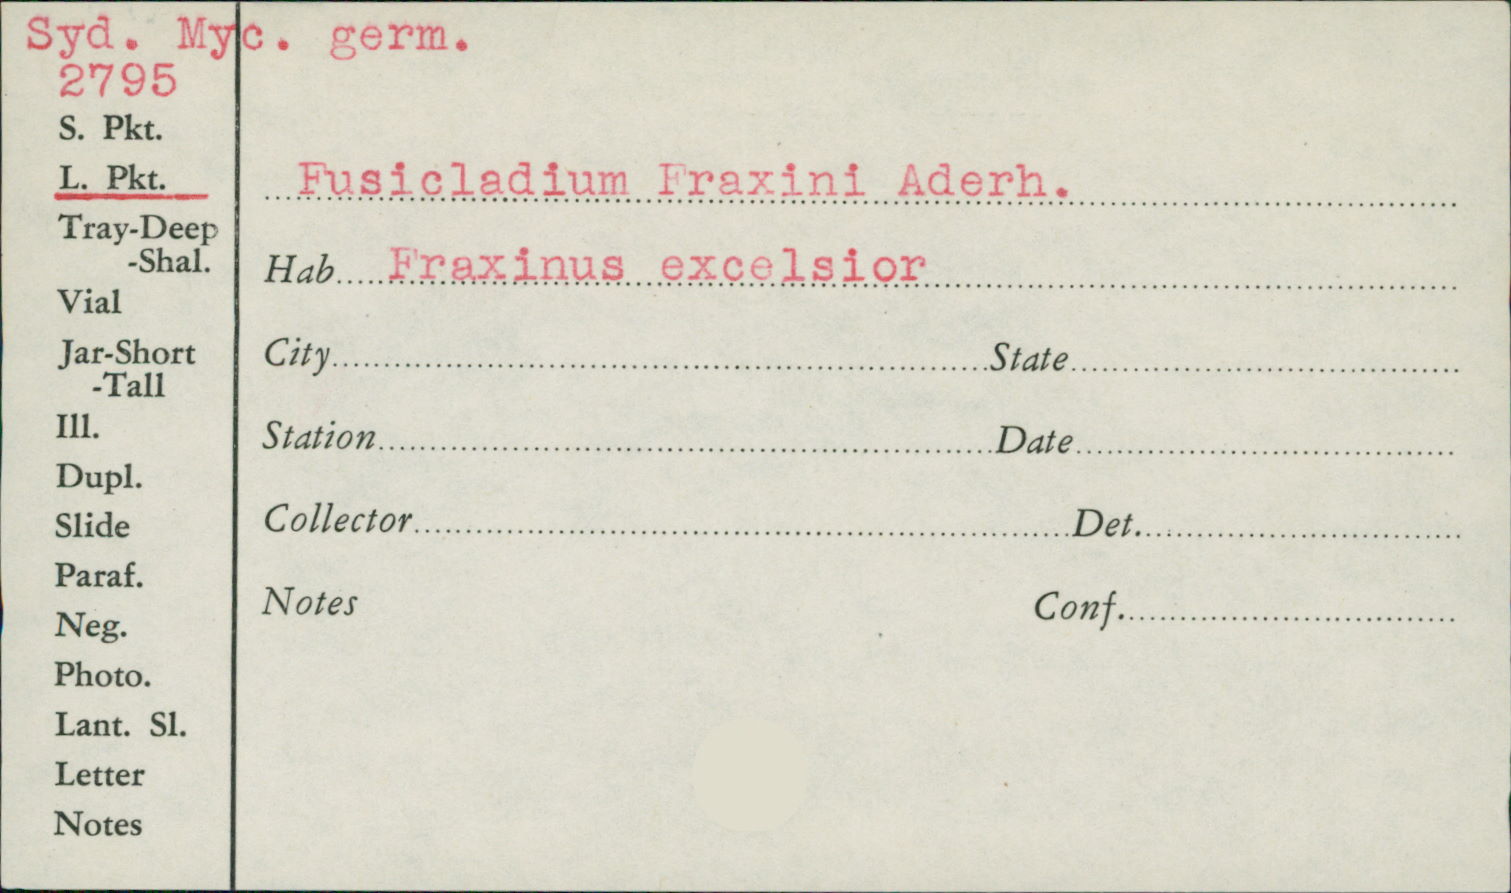 Syd. Myc. germ.
2795
S. Pkt.
L. Pkt.
Tray-Deep
-Shal.
Vial
Jar-Short
-Tall
Ill.
Dupl.
Slide
Paraf.
Neg.
Photo.
Lant. Sl.
Letter
Notes
Fusicladium Fraxini Aderh.
Hab. Fraxinus excelsior
City State
Station Date
Collector Det.
Notes Conf.